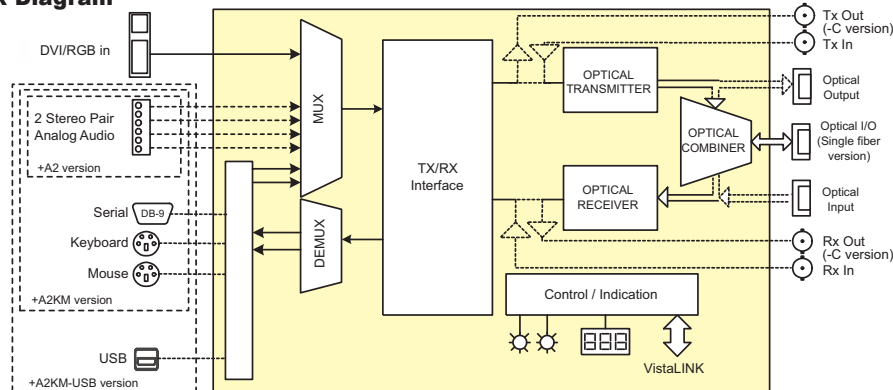 Diagram
DVI/RGB in
2 Stereo Pair
Analog Audio
+A2 version
Serial
DB-9
Keyboard
Mouse
+A2KM version
USB
+A2KM-USB version
MUX
DEMUX
TX/RX
Interface
OPTICAL
TRANSMITTER
OPTICAL
COMBINER
OPTICAL
RECEIVER
Control / Indication
VistaLINK
Tx Out
(-C version)
Tx In
Optical
Output
Optical I/O
(Single fiber
version)
Optical
Input
Rx Out
(-C version)
Rx In